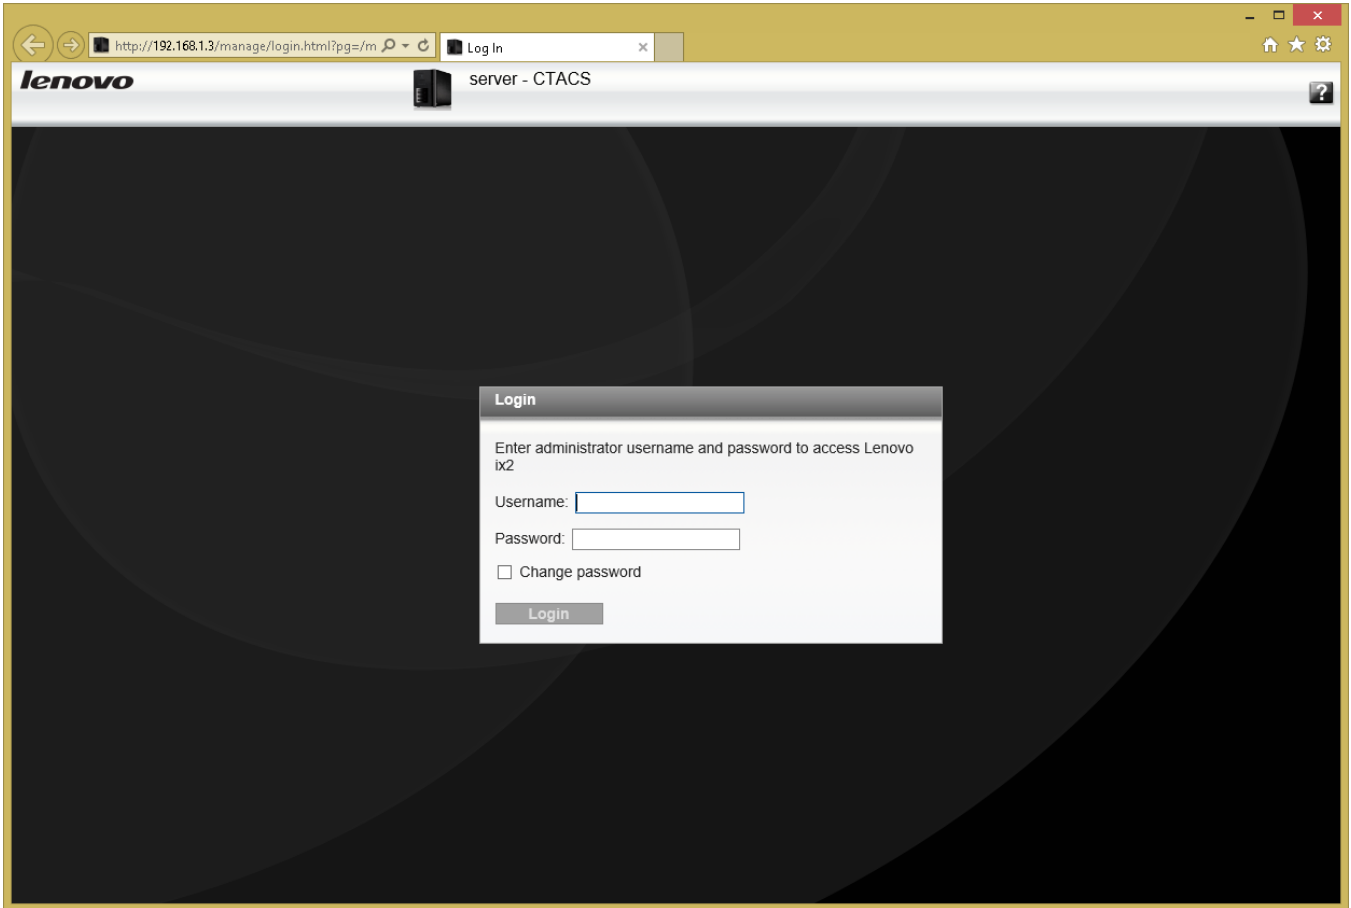 http://192.168.1.3/manage/login.html?pg=/m
Log In
lenovo
server - CTACS
?
Login
Enter administrator username and password to access Lenovo
ix2
Username:
Password:
Change password
Login